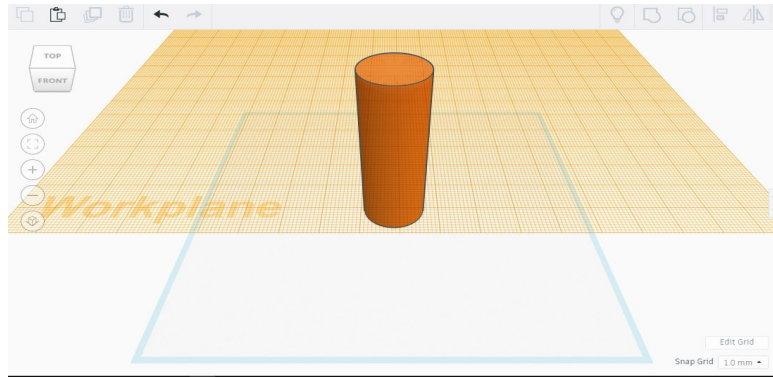 TOP
FRONT
Workplane
Edit Grid
Snap Grid 1.0 mm